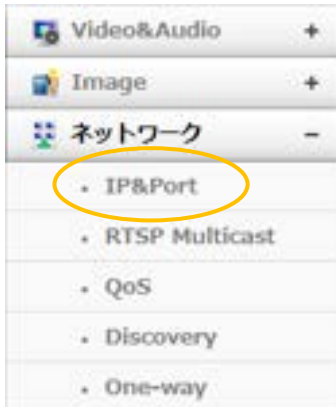 Video&Audio +
Image +
ネットワーク −
• IP&Port
• RTSP Multicast
• QoS
• Discovery
• One-way